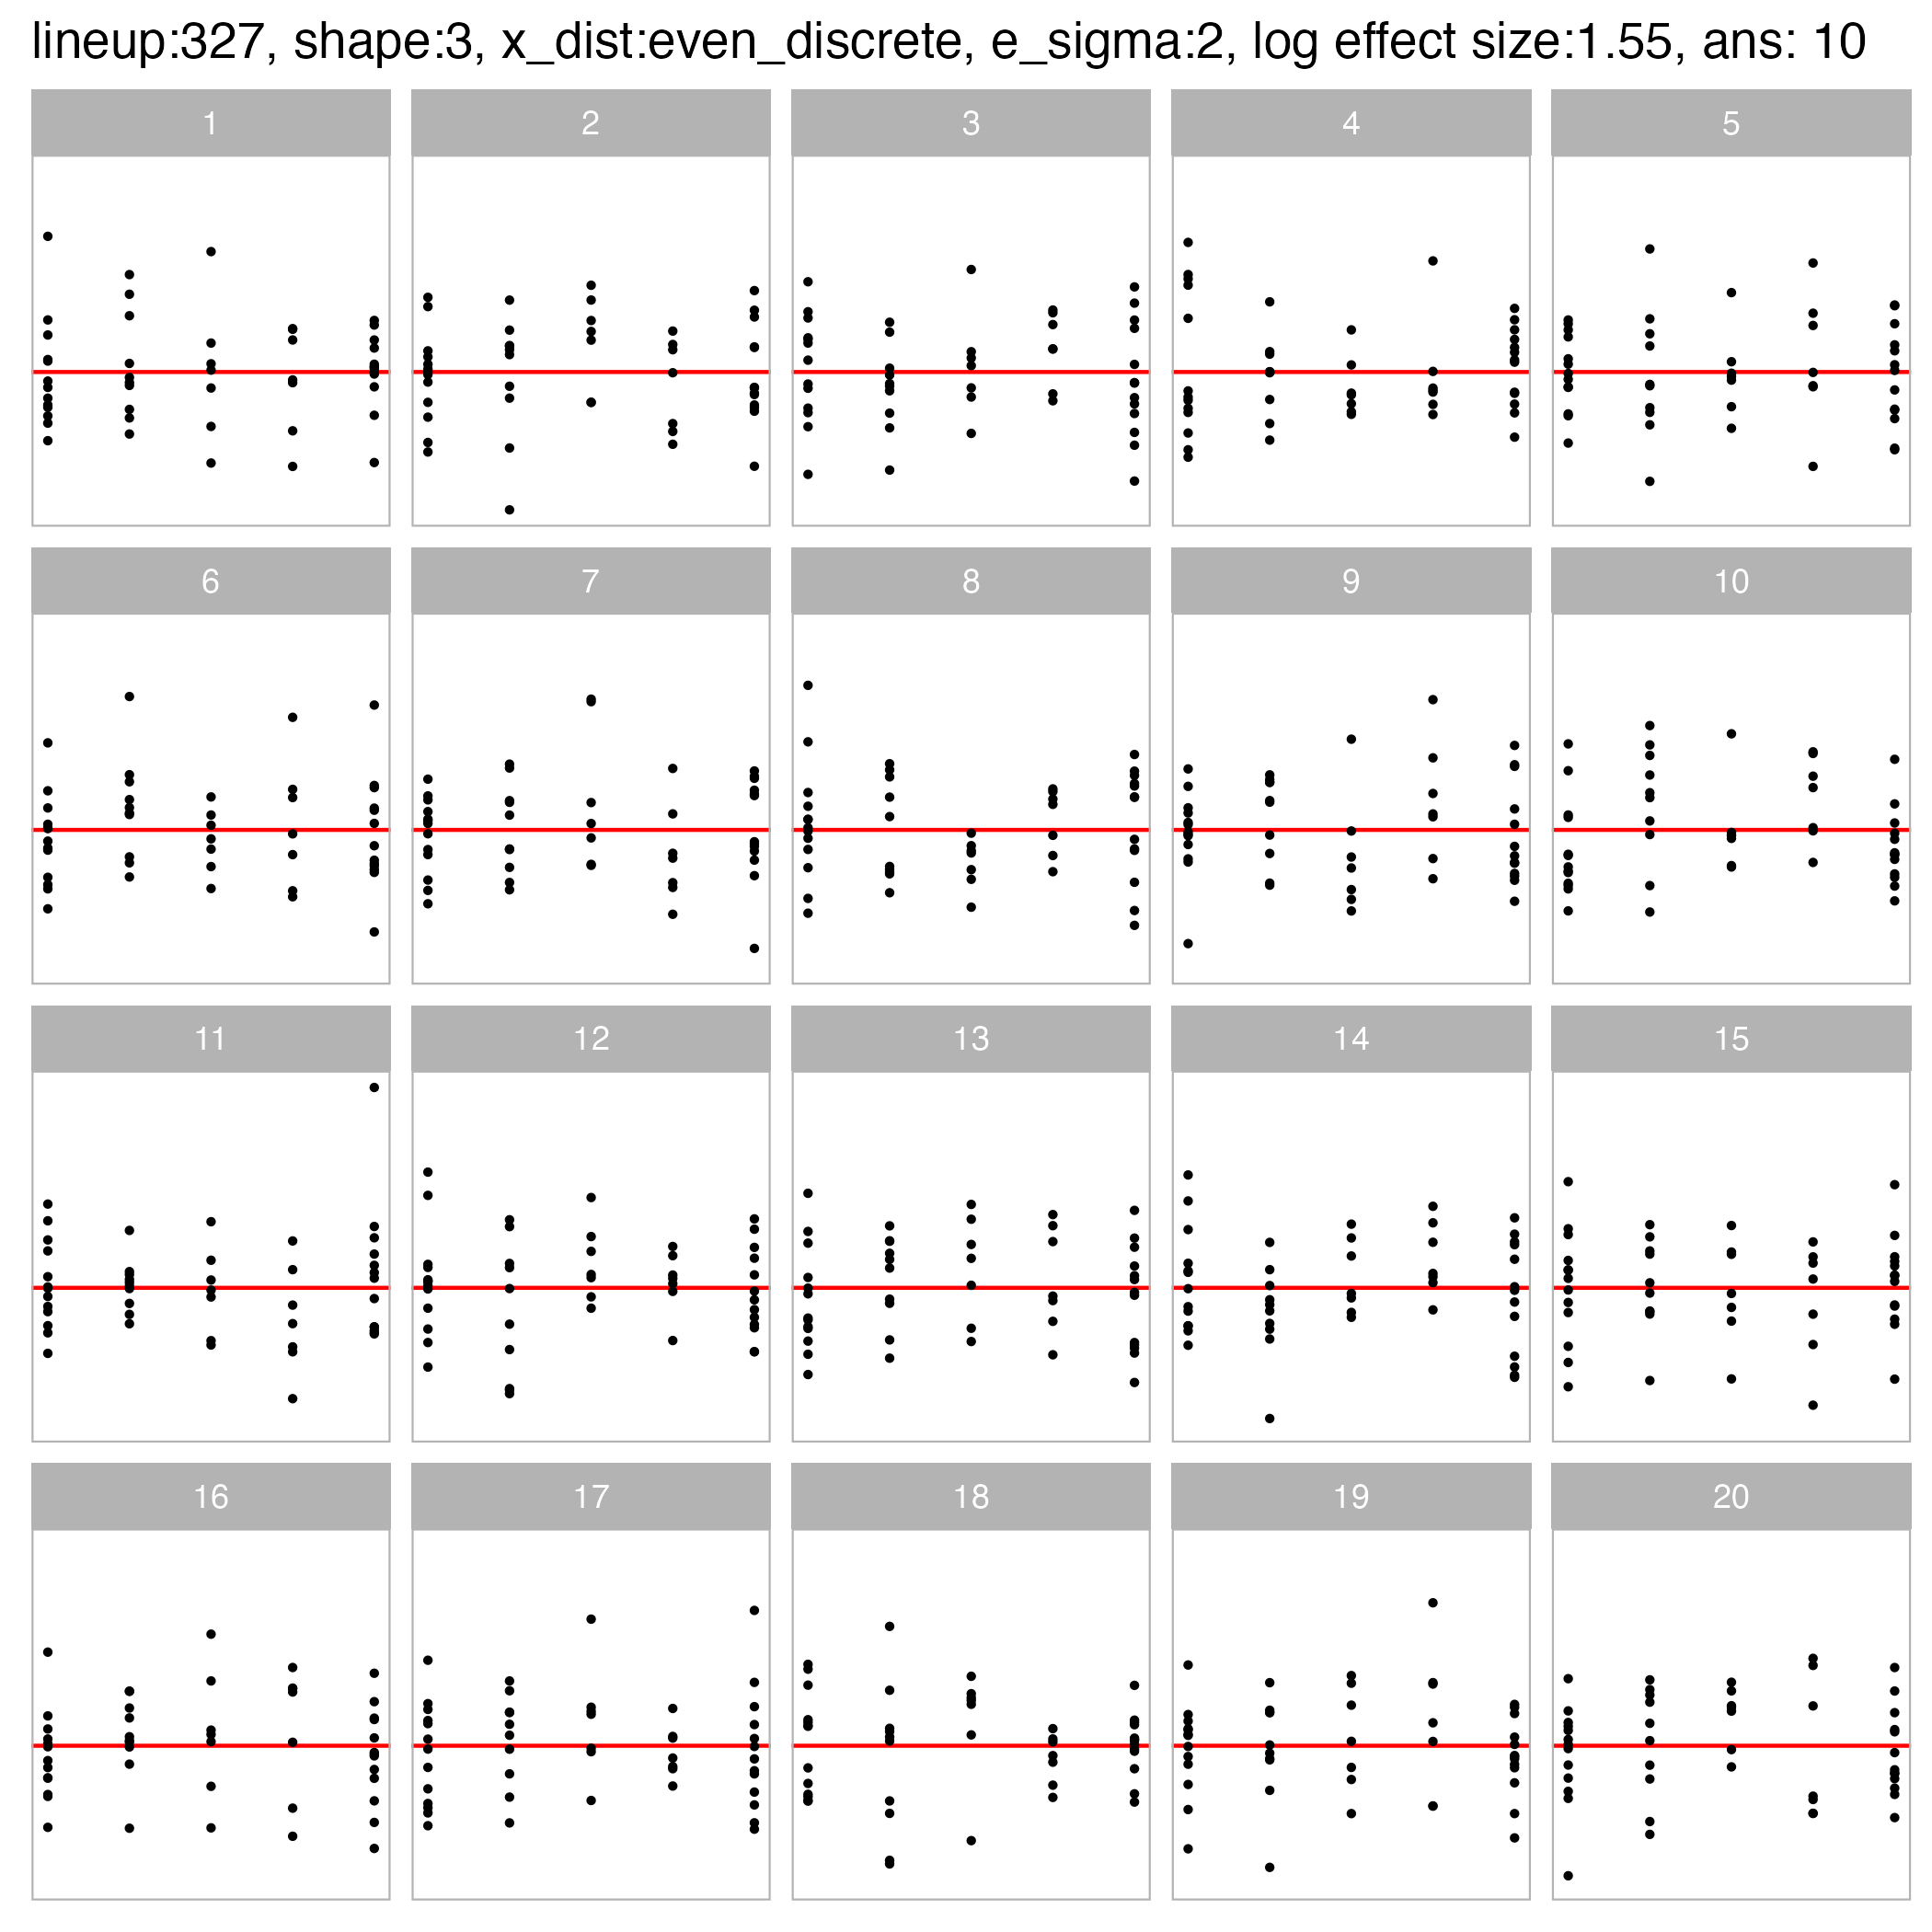 lineup:327, shape:3, x_dist:even_discrete, e_sigma:2, log effect size:1.55, ans: 10
1 2 3 4 5
6 7 8 9 10
11 12 13 14 15
16 17 18 19 20